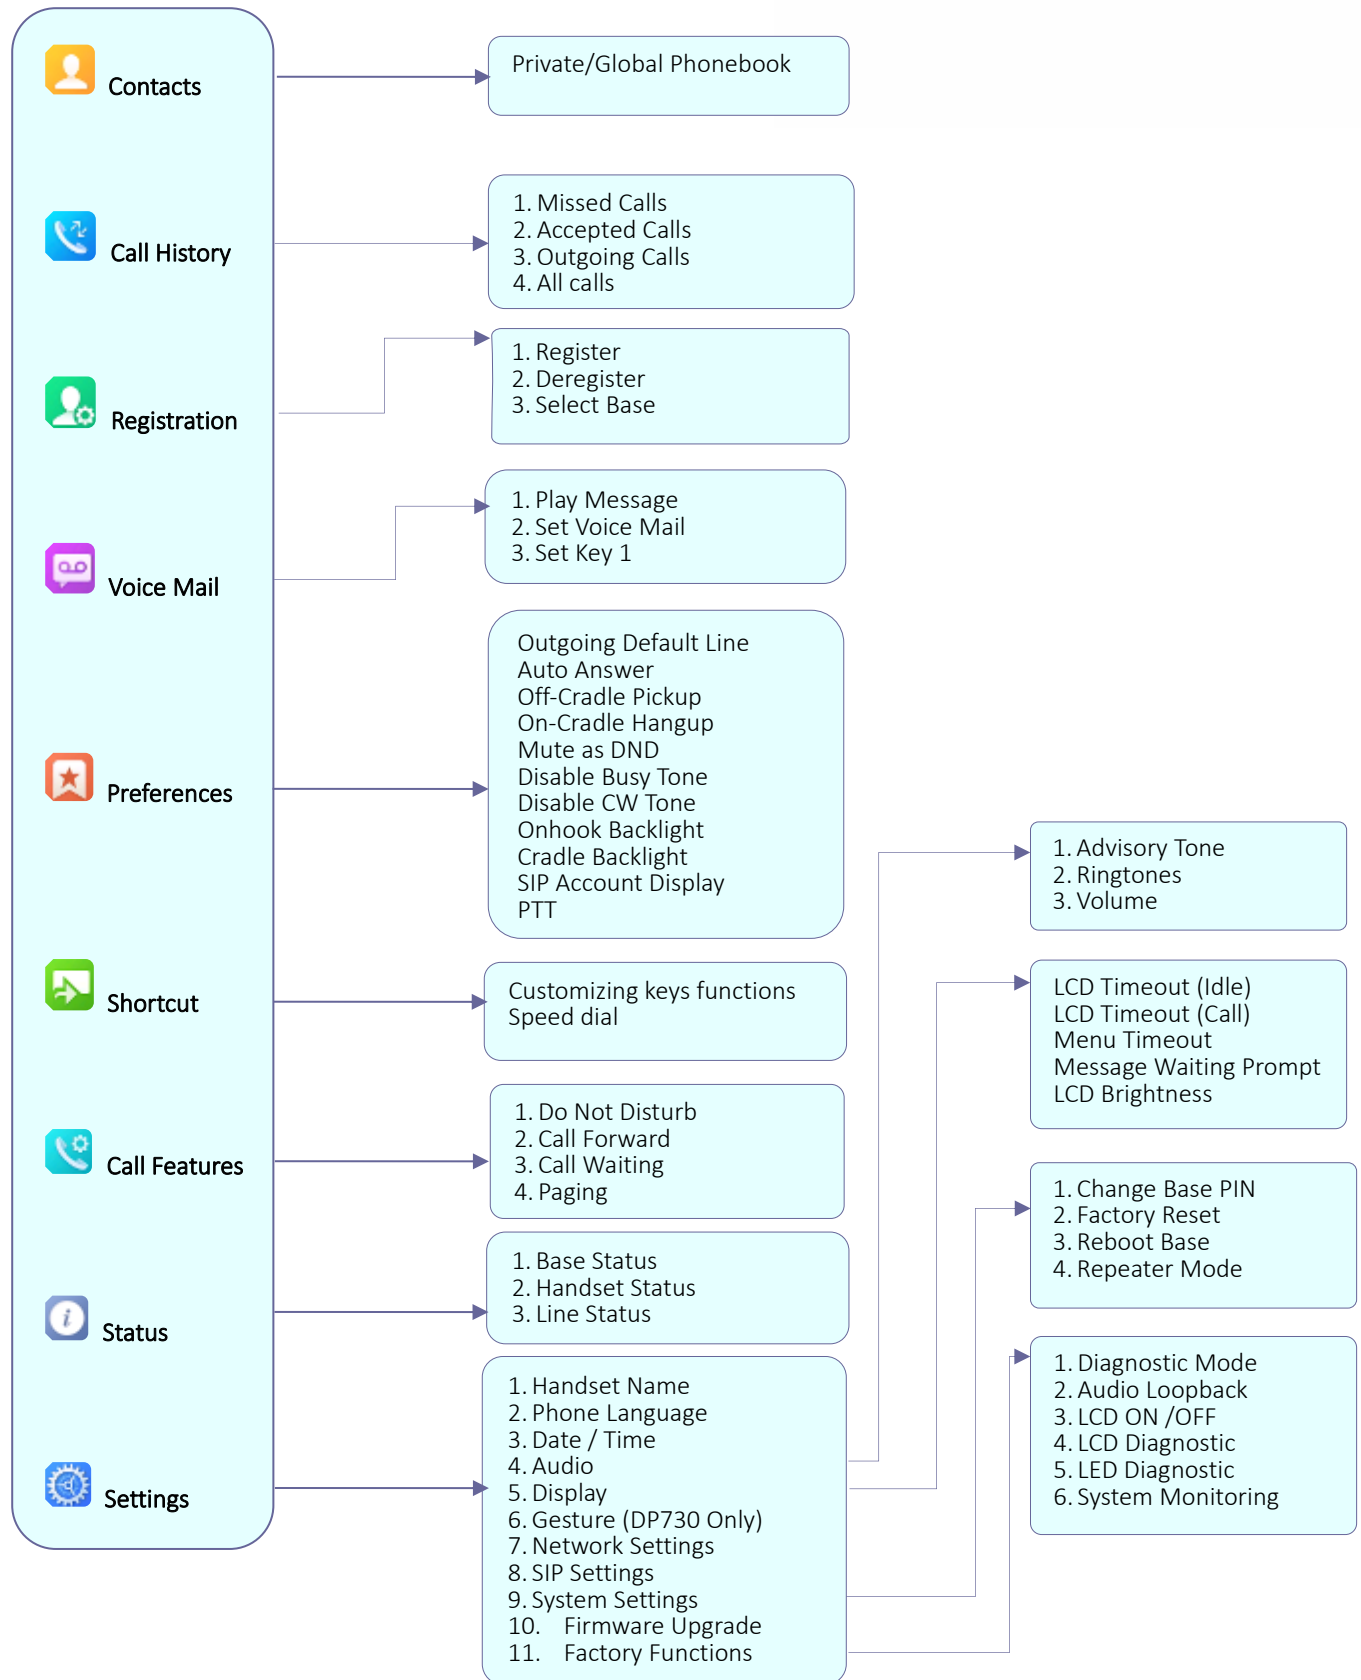 Contacts
Private/Global Phonebook
Call History
1. Missed Calls
2. Accepted Calls
3. Outgoing Calls
4. All calls
Registration
1. Register
2. Deregister
3. Select Base
Voice Mail
1. Play Message
2. Set Voice Mail
3. Set Key 1
Preferences
Outgoing Default Line
Auto Answer
Off-Cradle Pickup
On-Cradle Hangup
Mute as DND
Disable Busy Tone
Disable CW Tone
Onhook Backlight
Cradle Backlight
SIP Account Display
PTT
Shortcut
Customizing keys functions
Speed dial
Call Features
1. Do Not Disturb
2. Call Forward
3. Call Waiting
4. Paging
Status
1. Base Status
2. Handset Status
3. Line Status
Settings
1. Handset Name
2. Phone Language
3. Date / Time
4. Audio
5. Display
6. Gesture (DP730 Only)
7. Network Settings
8. SIP Settings
9. System Settings
10. Firmware Upgrade
11. Factory Functions
1. Advisory Tone
2. Ringtones
3. Volume
LCD Timeout (Idle)
LCD Timeout (Call)
Menu Timeout
Message Waiting Prompt
LCD Brightness
1. Change Base PIN
2. Factory Reset
3. Reboot Base
4. Repeater Mode
1. Diagnostic Mode
2. Audio Loopback
3. LCD ON /OFF
4. LCD Diagnostic
5. LED Diagnostic
6. System Monitoring